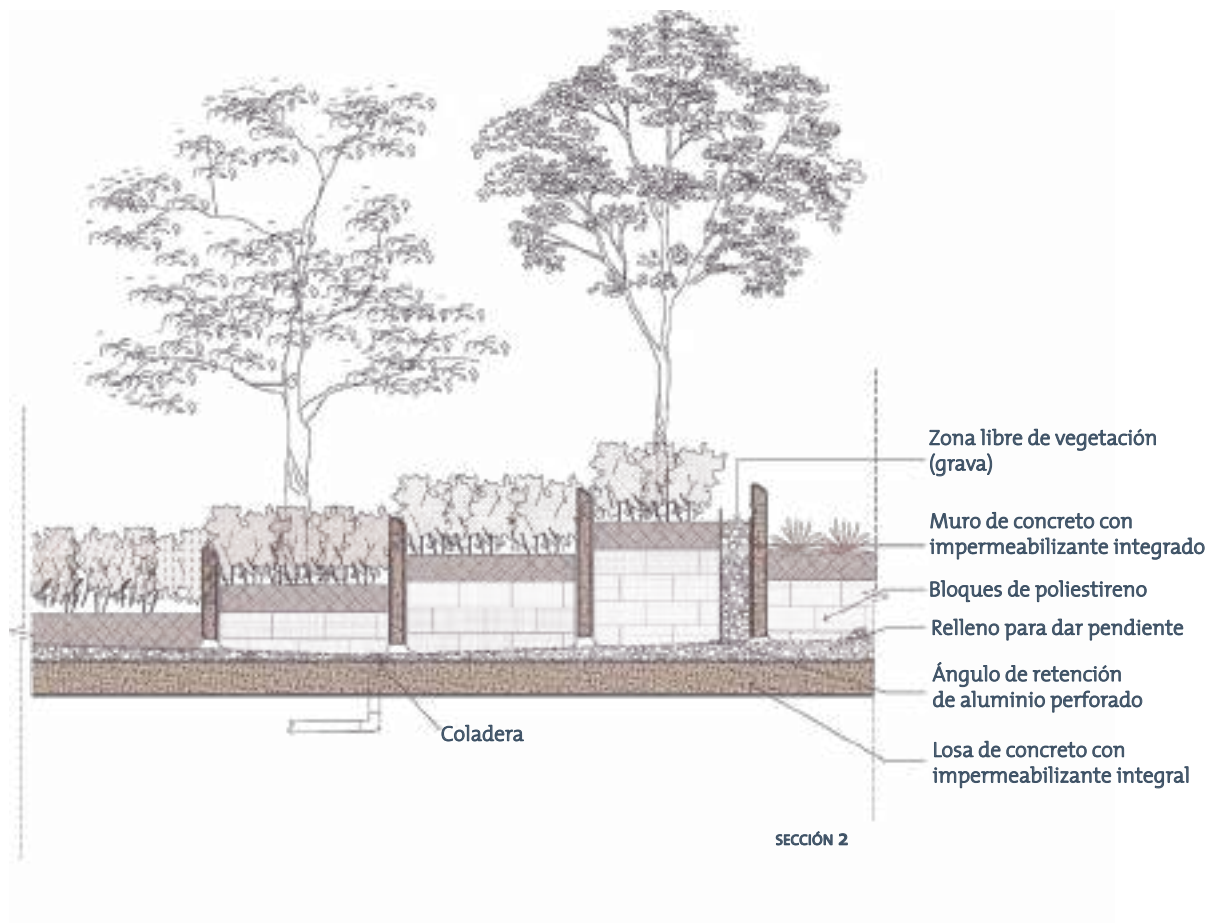 Zona libre de vegetación
(grava)
Muro de concreto con
impermeabilizante integrado
Bloques de poliestireno
Relleno para dar pendiente
Ángulo de retención
de aluminio perforado
Coladera
Losa de concreto con
impermeabilizante integral
SECCIÓN 2